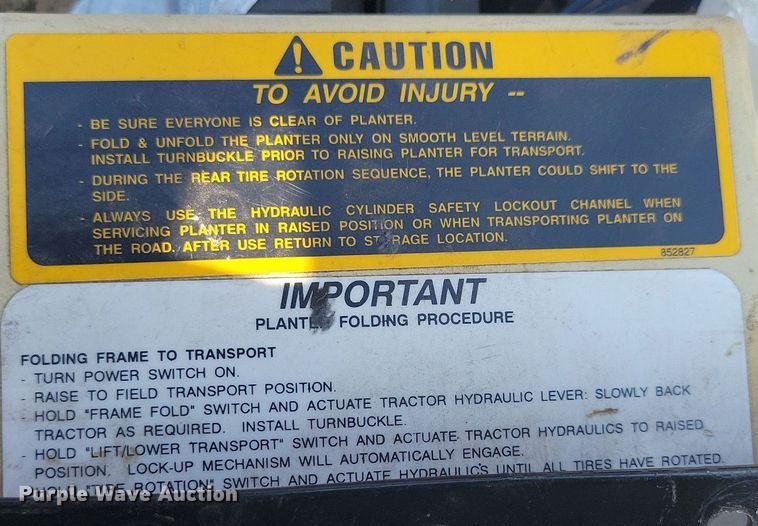 CAUTION
TO AVOID INJURY --
- BE SURE EVERYONE IS CLEAR OF PLANTER.
- FOLD & UNFOLD THE PLANTER ONLY ON SMOOTH LEVEL TERRAIN.
INSTALL TURNBUCKLE PRIOR TO RAISING PLANTER FOR TRANSPORT.
- DURING THE REAR TIRE ROTATION SEQUENCE, THE PLANTER COULD SHIFT TO THE
SIDE.
- ALWAYS USE THE HYDRAULIC CYLINDER SAFETY LOCKOUT CHANNEL WHEN
SERVICING PLANTER IN RAISED POSITION OR WHEN TRANSPORTING PLANTER ON
THE ROAD. AFTER USE RETURN TO STORAGE LOCATION.
852827
IMPORTANT
PLANTER FOLDING PROCEDURE
FOLDING FRAME TO TRANSPORT
- TURN POWER SWITCH ON.
- RAISE TO FIELD TRANSPORT POSITION.
- HOLD "FRAME FOLD" SWITCH AND ACTUATE TRACTOR HYDRAULIC LEVER: SLOWLY BACK
TRACTOR AS REQUIRED. INSTALL TURNBUCKLE.
- HOLD "LIFT/LOWER TRANSPORT" SWITCH AND ACTUATE TRACTOR HYDRAULICS TO RAISED
POSITION. LOCK-UP MECHANISM WILL AUTOMATICALLY ENGAGE.
- HOLD "TIRE ROTATION" SWITCH AND ACTUATE HYDRAULICS UNTIL ALL TIRES HAVE ROTATED.
Purple Wave Auction